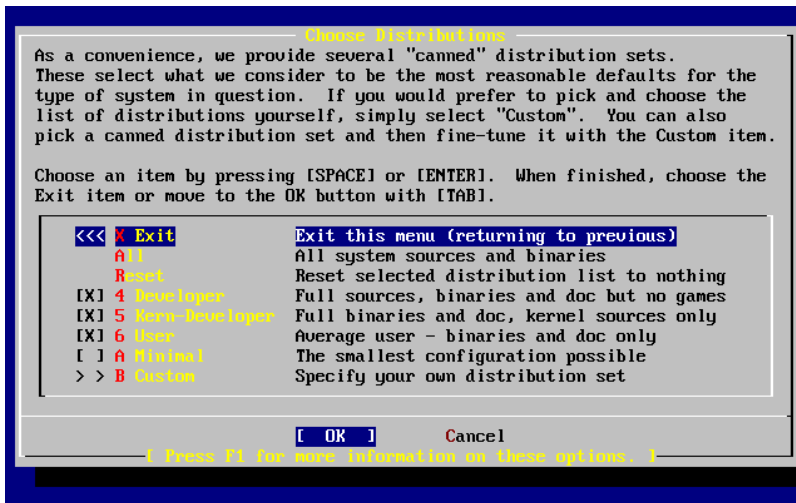 Choose Distributions
As a convenience, we provide several "canned" distribution sets.
These select what we consider to be the most reasonable defaults for the
type of system in question.  If you would prefer to pick and choose the
list of distributions yourself, simply select "Custom".  You can also
pick a canned distribution set and then fine-tune it with the Custom item.
Choose an item by pressing [SPACE] or [ENTER].  When finished, choose the
Exit item or move to the OK button with [TAB].
<<< X Exit Exit this menu (returning to previous)
All All system sources and binaries
Reset Reset selected distribution list to nothing
[X] 4 Developer Full sources, binaries and doc but no games
[X] 5 Kern-Developer Full binaries and doc, kernel sources only
[X] 6 User Average user - binaries and doc only
[ ] A Minimal The smallest configuration possible
> > B Custom Specify your own distribution set
[ OK ] Cancel
[ Press F1 for more information on these options. ]